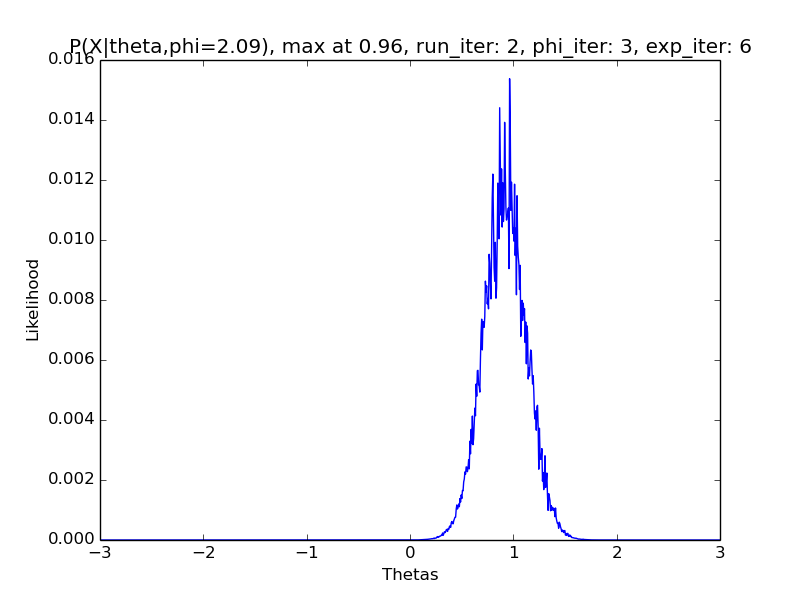 P(X|theta,phi=2.09), max at 0.96, run_iter: 2, phi_iter: 3, exp_iter: 6
0.016
0.014
0.012
0.010
0.008
0.006
0.004
0.002
0.000
Likelihood
−3 −2 −1 0 1 2 3
Thetas